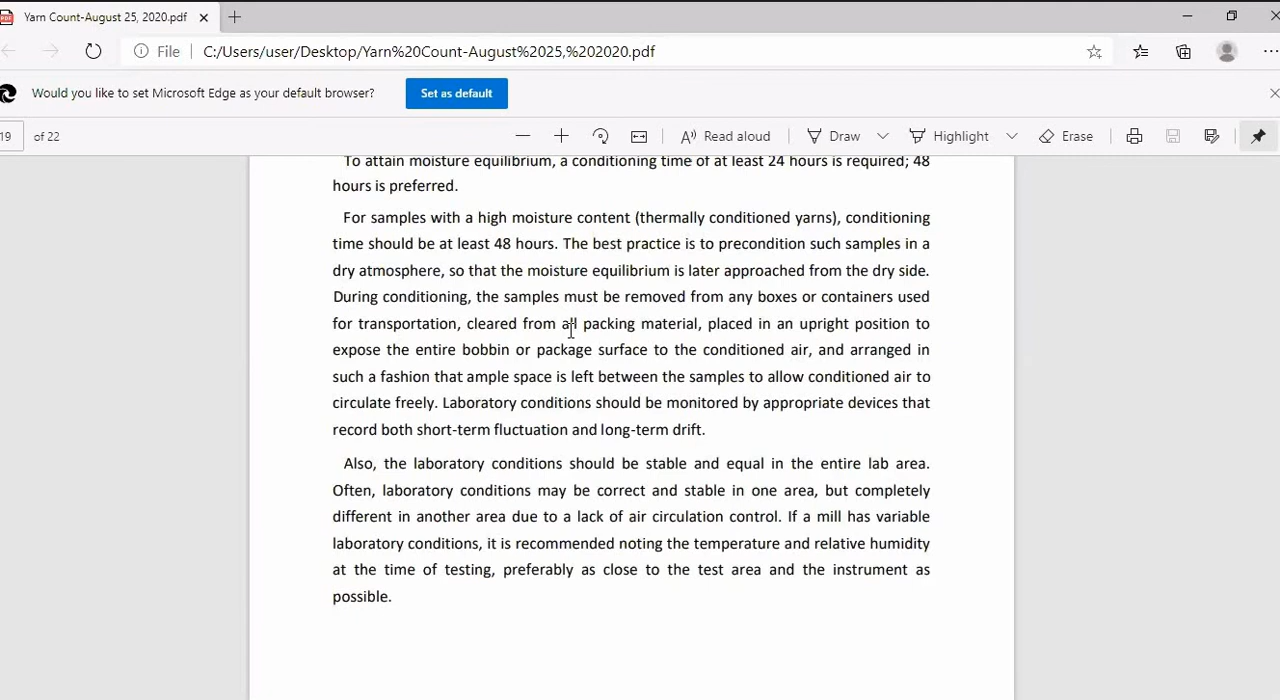 Yarn Count-August 25, 2020.pdf
File
C:/Users/user/Desktop/Yarn%20Count-August%2025,%202020.pdf
Would you like to set Microsoft Edge as your default browser?
Set as default
19 of 22
Read aloud
Draw
Highlight
Erase
To attain moisture equilibrium, a conditioning time of at least 24 hours is required; 48
hours is preferred.
For samples with a high moisture content (thermally conditioned yarns), conditioning
time should be at least 48 hours. The best practice is to precondition such samples in a
dry atmosphere, so that the moisture equilibrium is later approached from the dry side.
During conditioning, the samples must be removed from any boxes or containers used
for transportation, cleared from all packing material, placed in an upright position to
expose the entire bobbin or package surface to the conditioned air, and arranged in
such a fashion that ample space is left between the samples to allow conditioned air to
circulate freely. Laboratory conditions should be monitored by appropriate devices that
record both short-term fluctuation and long-term drift.
Also, the laboratory conditions should be stable and equal in the entire lab area.
Often, laboratory conditions may be correct and stable in one area, but completely
different in another area due to a lack of air circulation control. If a mill has variable
laboratory conditions, it is recommended noting the temperature and relative humidity
at the time of testing, preferably as close to the test area and the instrument as
possible.